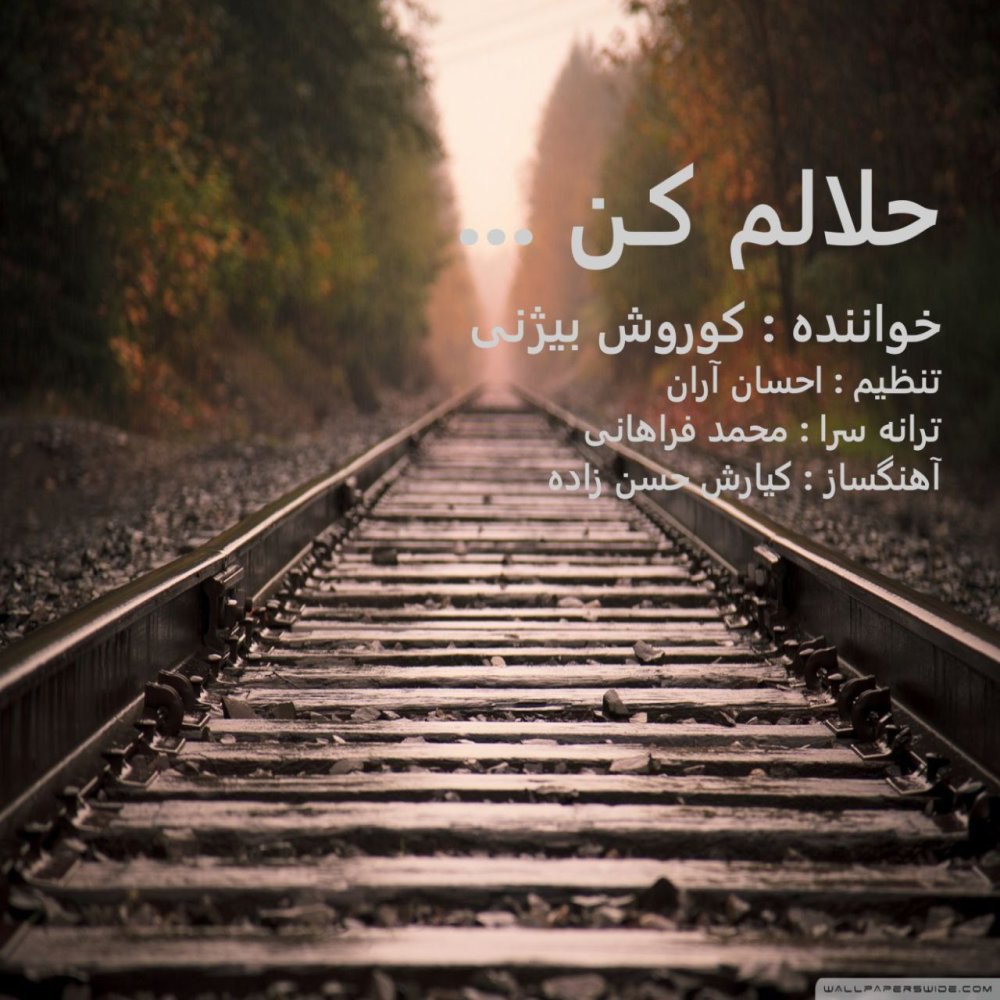 حلالم کن ...
خواننده : کوروش بیژنی
تنظیم : احسان آران
ترانه سرا : محمد فراهانی
آهنگساز : کیارش حسن زاده
WALLPAPERSWIDE.COM